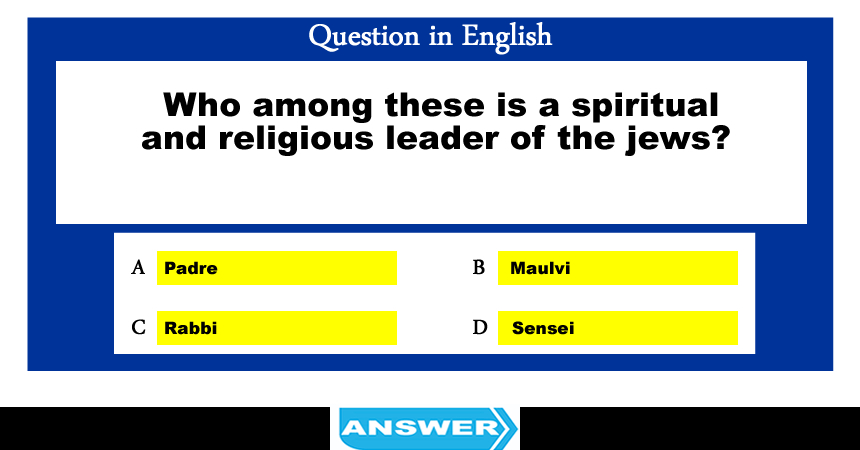 Question in English
Who among these is a spiritual
and religious leader of the jews?
A Padre
B Maulvi
C Rabbi
D Sensei
ANSWER